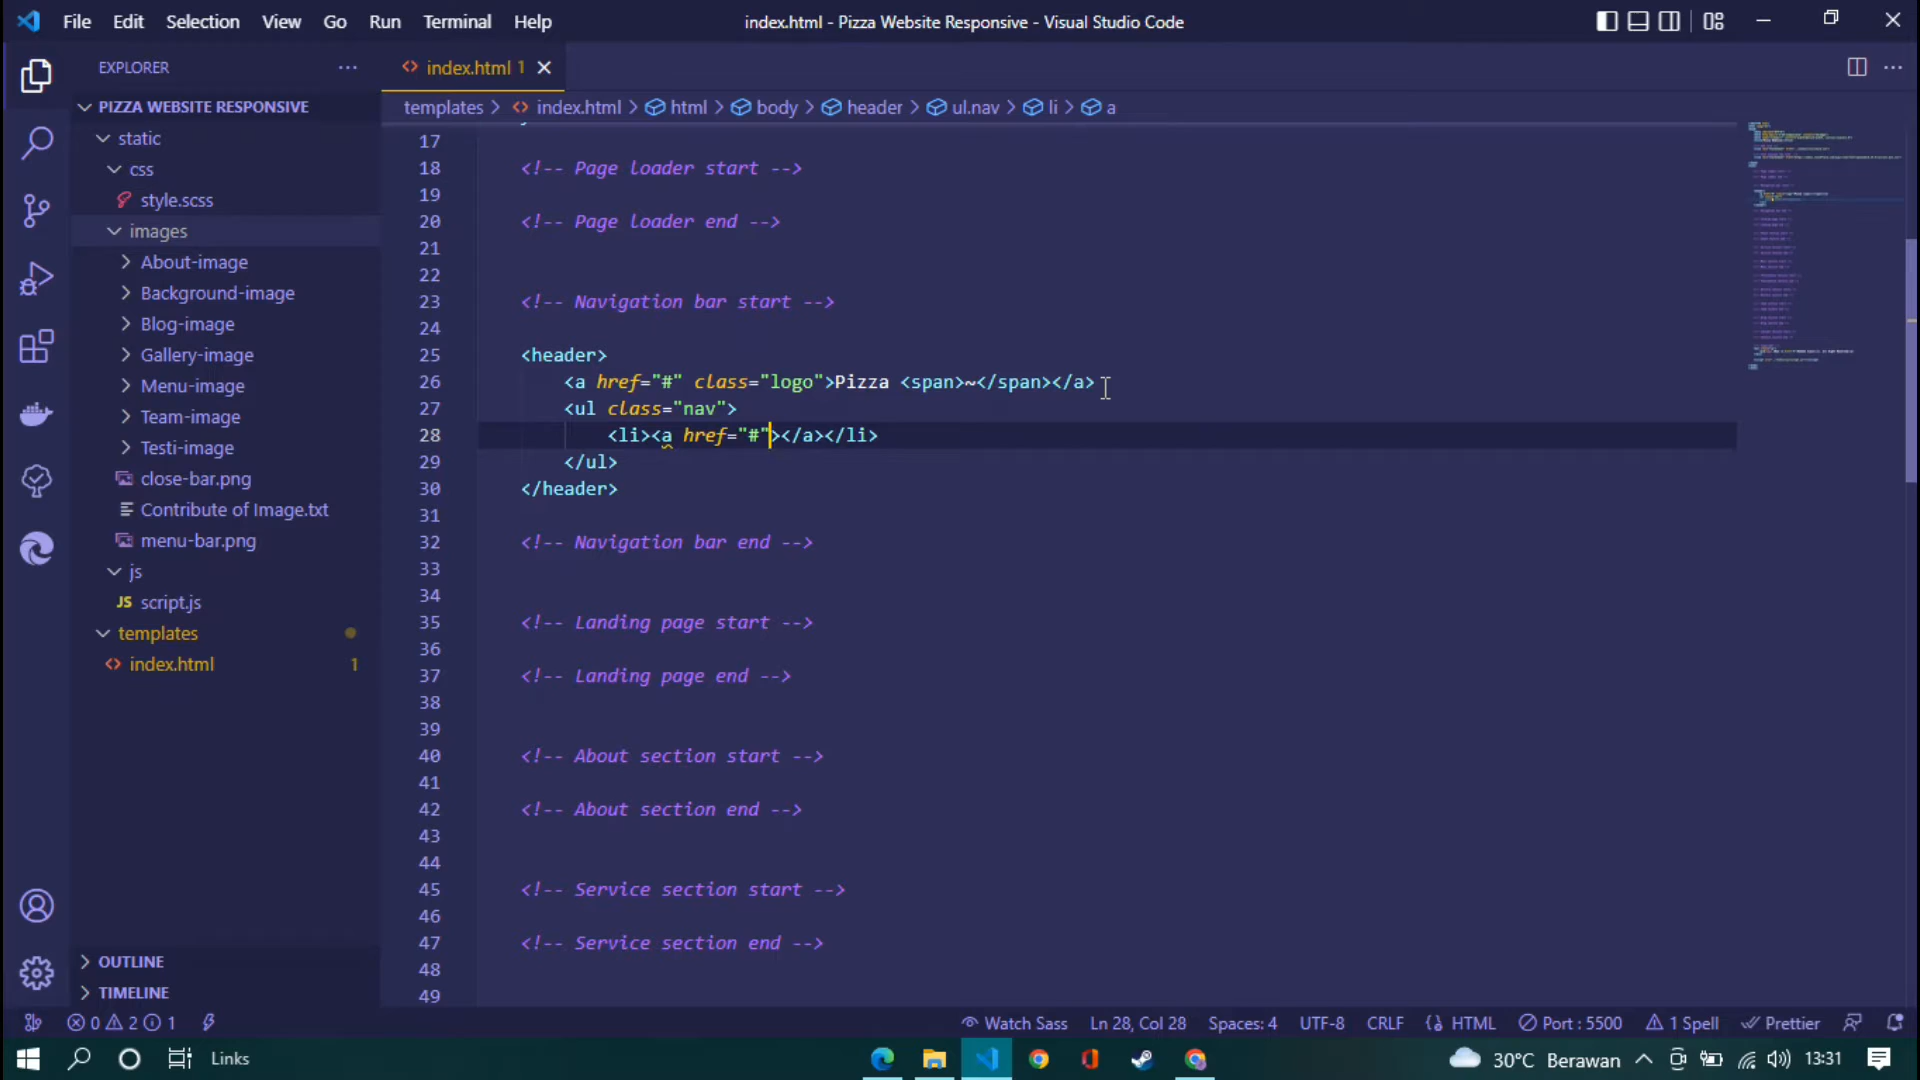 File Edit Selection View Go Run Terminal Help
index.html - Pizza Website Responsive - Visual Studio Code
EXPLORER
index.html 1
PIZZA WEBSITE RESPONSIVE
templates > index.html > html > body > header > ul.nav > li > a
static
css
style.scss
images
About-image
Background-image
Blog-image
Gallery-image
Menu-image
Team-image
Testi-image
close-bar.png
Contribute of Image.txt
menu-bar.png
js
JS script.js
templates
index.html 1
OUTLINE
TIMELINE
17
18 <!-- Page loader start -->
19
20 <!-- Page loader end -->
21
22
23 <!-- Navigation bar start -->
24
25 <header>
26 <a href="#" class="logo">Pizza <span>~</span></a>
27 <ul class="nav">
28 <li><a href="#"></a></li>
29 </ul>
30 </header>
31
32 <!-- Navigation bar end -->
33
34
35 <!-- Landing page start -->
36
37 <!-- Landing page end -->
38
39
40 <!-- About section start -->
41
42 <!-- About section end -->
43
44
45 <!-- Service section start -->
46
47 <!-- Service section end -->
48
49
0 2 1
Watch Sass Ln 28, Col 28 Spaces: 4 UTF-8 CRLF HTML Port : 5500 1 Spell Prettier
Links
30°C Berawan 13:31